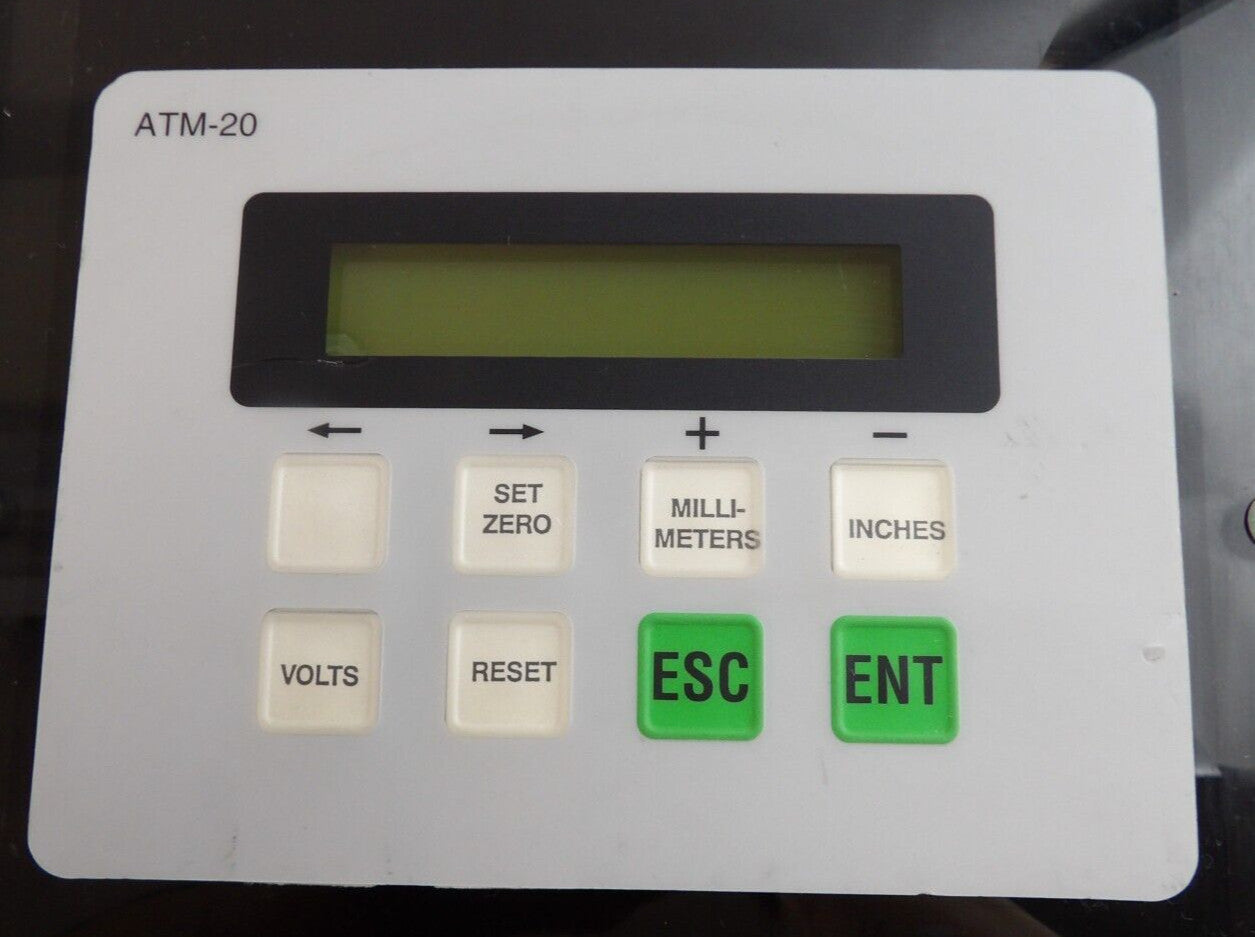 ATM-20
← → + −
SET
ZERO
MILLI-
METERS
INCHES
VOLTS
RESET
ESC
ENT